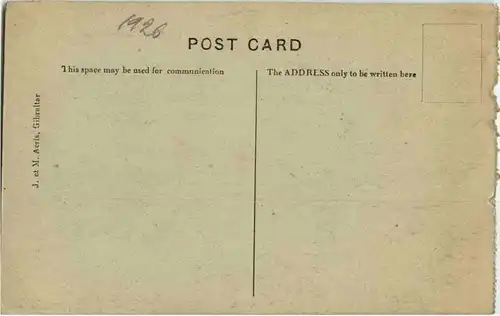 1926
POST CARD
This space may be used for communication
The ADDRESS only to be written here
J. et M. Aeris, Gibraltar